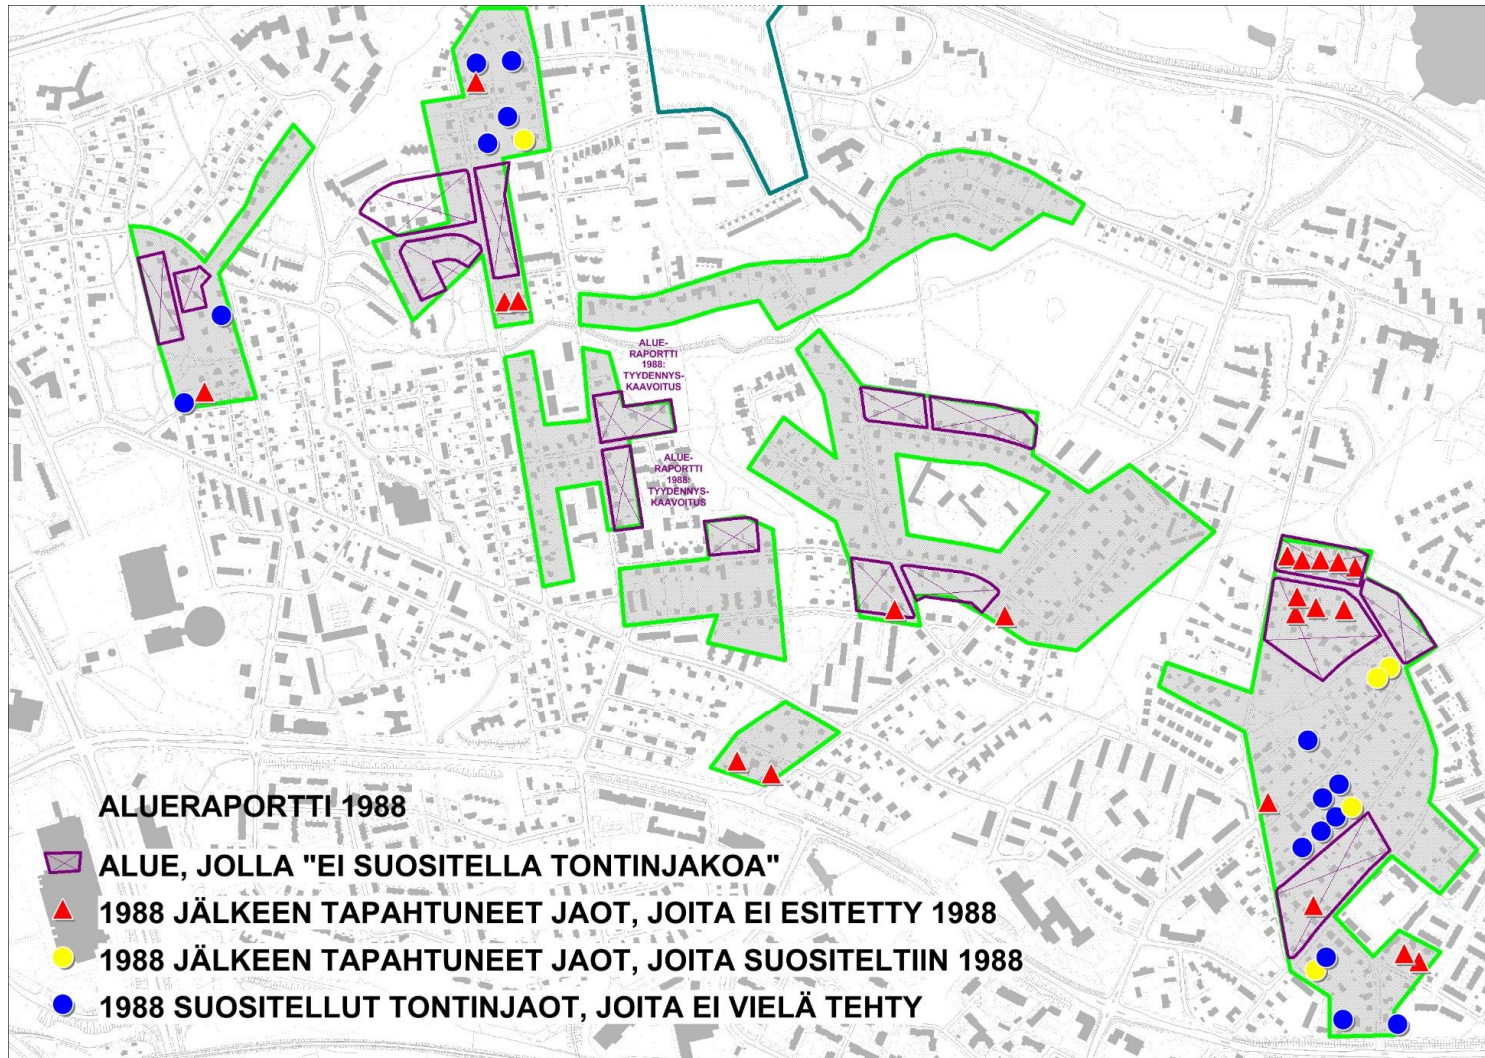 ALUE-
RAPORTTI
1988:
TYYDENNYS-
KAAVOITUS
ALUE-
RAPORTTI
1988:
TYYDENNYS-
KAAVOITUS
ALUERAPORTTI 1988
ALUE, JOLLA "EI SUOSITELLA TONTINJAKOA"
1988 JÄLKEEN TAPAHTUNEET JAOT, JOITA EI ESITETTY 1988
1988 JÄLKEEN TAPAHTUNEET JAOT, JOITA SUOSITELTIIN 1988
1988 SUOSITELLUT TONTINJAOT, JOITA EI VIELÄ TEHTY